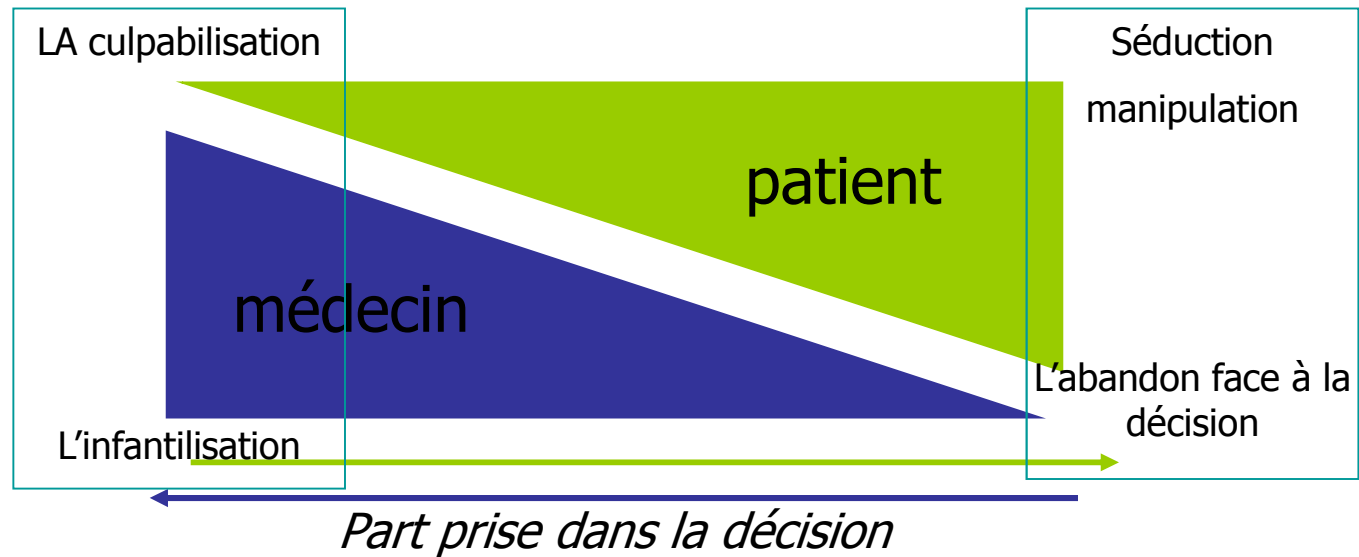 LA culpabilisation
Séduction
manipulation
patient
médecin
L’abandon face à la
décision
L’infantilisation
Part prise dans la décision